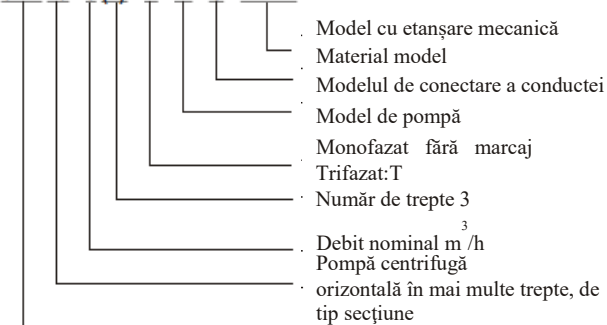 Model cu etanșare mecanică
Material model
Modelul de conectare a conductei
Model de pompă
Monofazat fără marcaj
Trifazat:T
Număr de trepte 3
Debit nominal m³/h
Pompă centrifugă
orizontală în mai multe trepte, de
tip secţiune